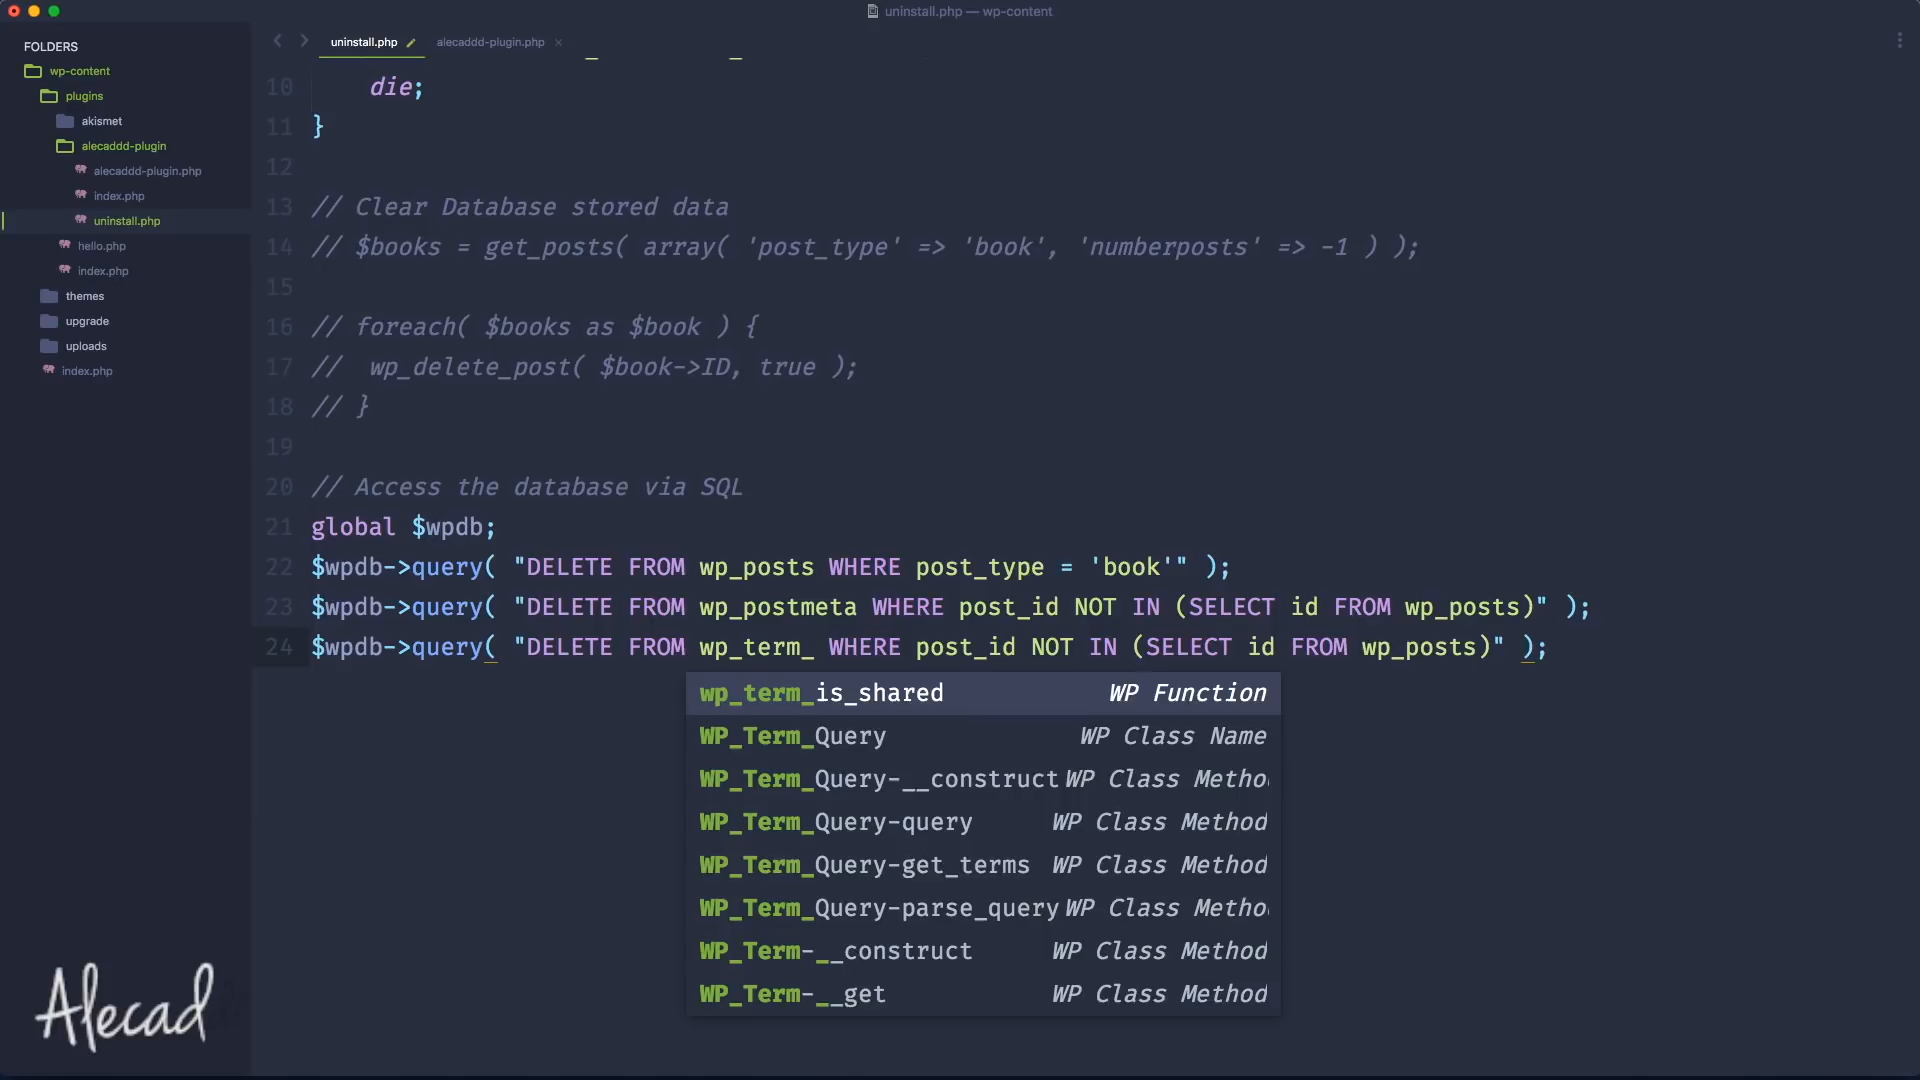 uninstall.php — wp-content
FOLDERS
wp-content
plugins
akismet
alecaddd-plugin
alecaddd-plugin.php
index.php
uninstall.php
hello.php
index.php
themes
upgrade
uploads
index.php
uninstall.php
alecaddd-plugin.php ×
10 die;
11 }
12
13 // Clear Database stored data
14 // $books = get_posts( array( 'post_type' => 'book', 'numberposts' => -1 ) );
15
16 // foreach( $books as $book ) {
17 //  wp_delete_post( $book->ID, true );
18 // }
19
20 // Access the database via SQL
21 global $wpdb;
22 $wpdb->query( "DELETE FROM wp_posts WHERE post_type = 'book'" );
23 $wpdb->query( "DELETE FROM wp_postmeta WHERE post_id NOT IN (SELECT id FROM wp_posts)" );
24 $wpdb->query( "DELETE FROM wp_term_ WHERE post_id NOT IN (SELECT id FROM wp_posts)" );
wp_term_is_shared WP Function
WP_Term_Query WP Class Name
WP_Term_Query-__construct WP Class Metho
WP_Term_Query-query WP Class Method
WP_Term_Query-get_terms WP Class Method
WP_Term_Query-parse_query WP Class Metho
WP_Term-__construct WP Class Method
WP_Term-__get WP Class Method
Alecad